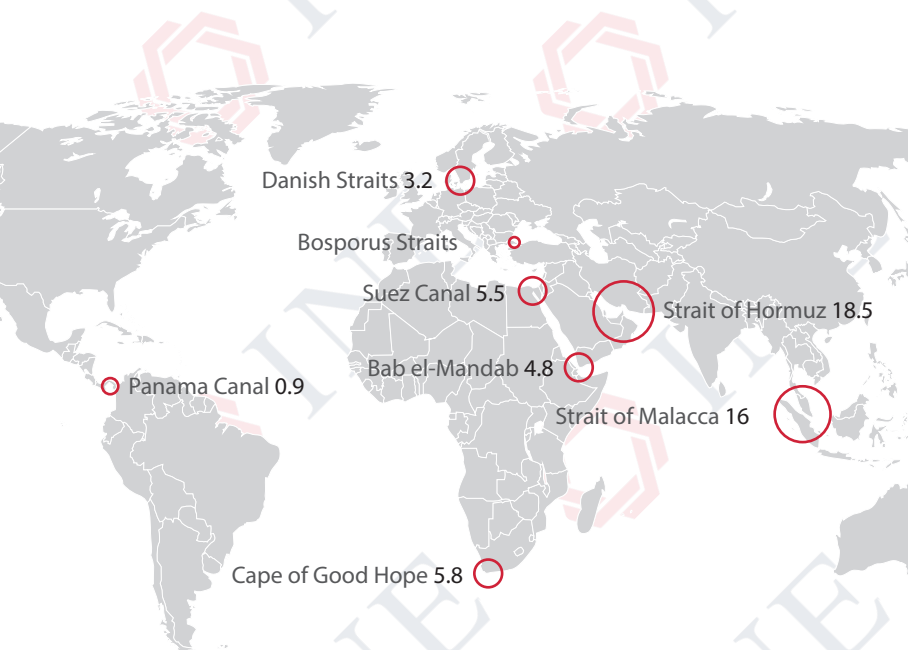 Danish Straits 3.2
Bosporus Straits
Suez Canal 5.5
Strait of Hormuz 18.5
Bab el-Mandab 4.8
Panama Canal 0.9
Strait of Malacca 16
Cape of Good Hope 5.8